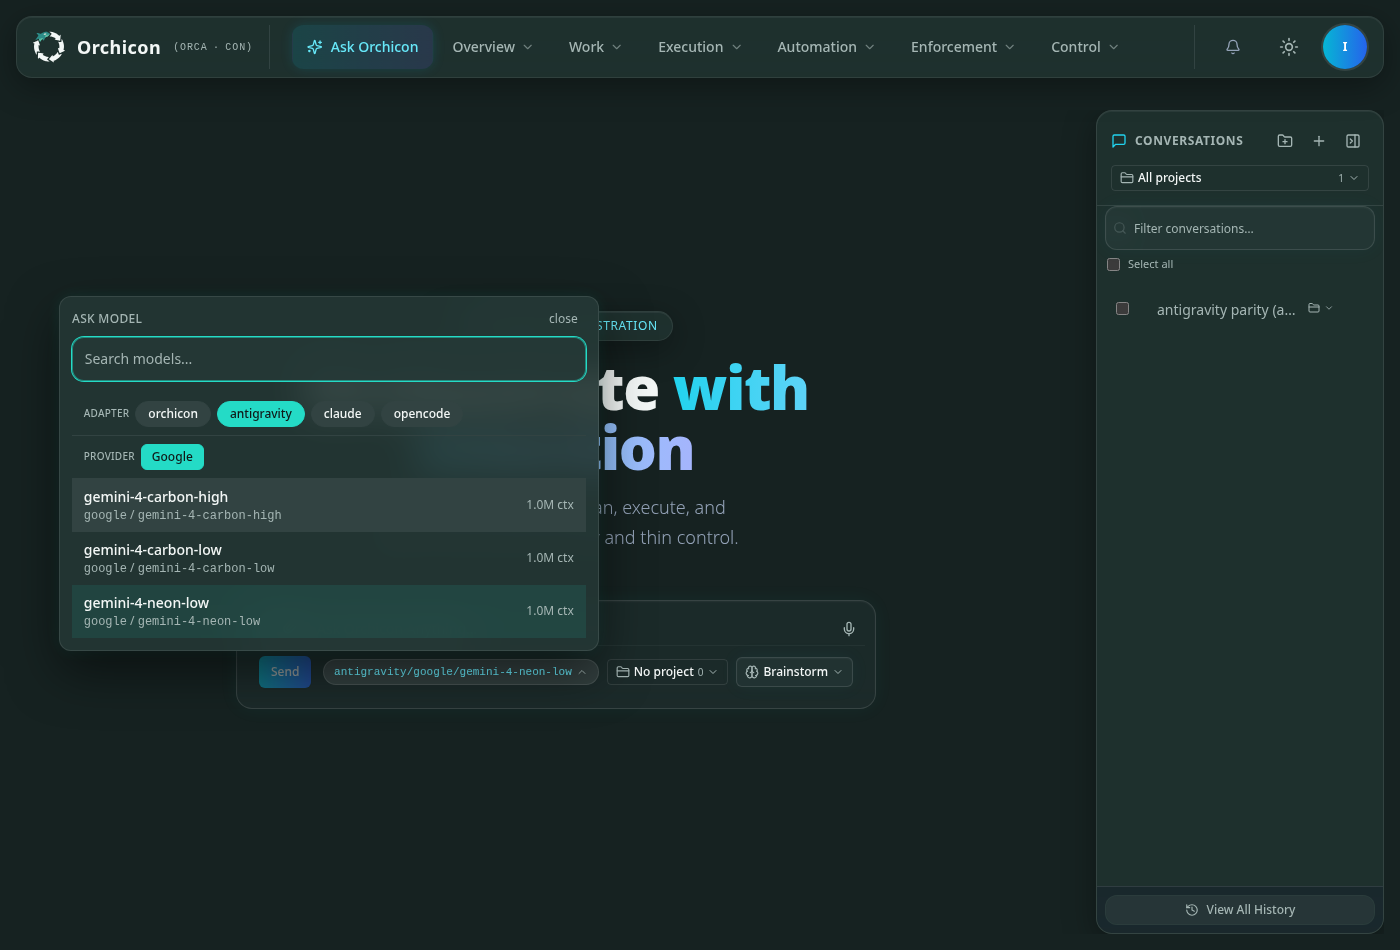 Orchicon (ORCA · CON) Ask Orchicon Overview Work Execution Automation Enforcement Control I
CONVERSATIONS
All projects 1
Filter conversations...
Select all
antigravity parity (a...
ASK MODEL close
STRATION
Search models...
te with
ADAPTER orchicon antigravity claude opencode
tion
PROVIDER Google
gemini-4-carbon-high
google / gemini-4-carbon-high
1.0M ctx
an, execute, and
gemini-4-carbon-low
google / gemini-4-carbon-low
1.0M ctx
and thin control.
gemini-4-neon-low
google / gemini-4-neon-low
1.0M ctx
Send antigravity/google/gemini-4-neon-low No project 0 Brainstorm
View All History